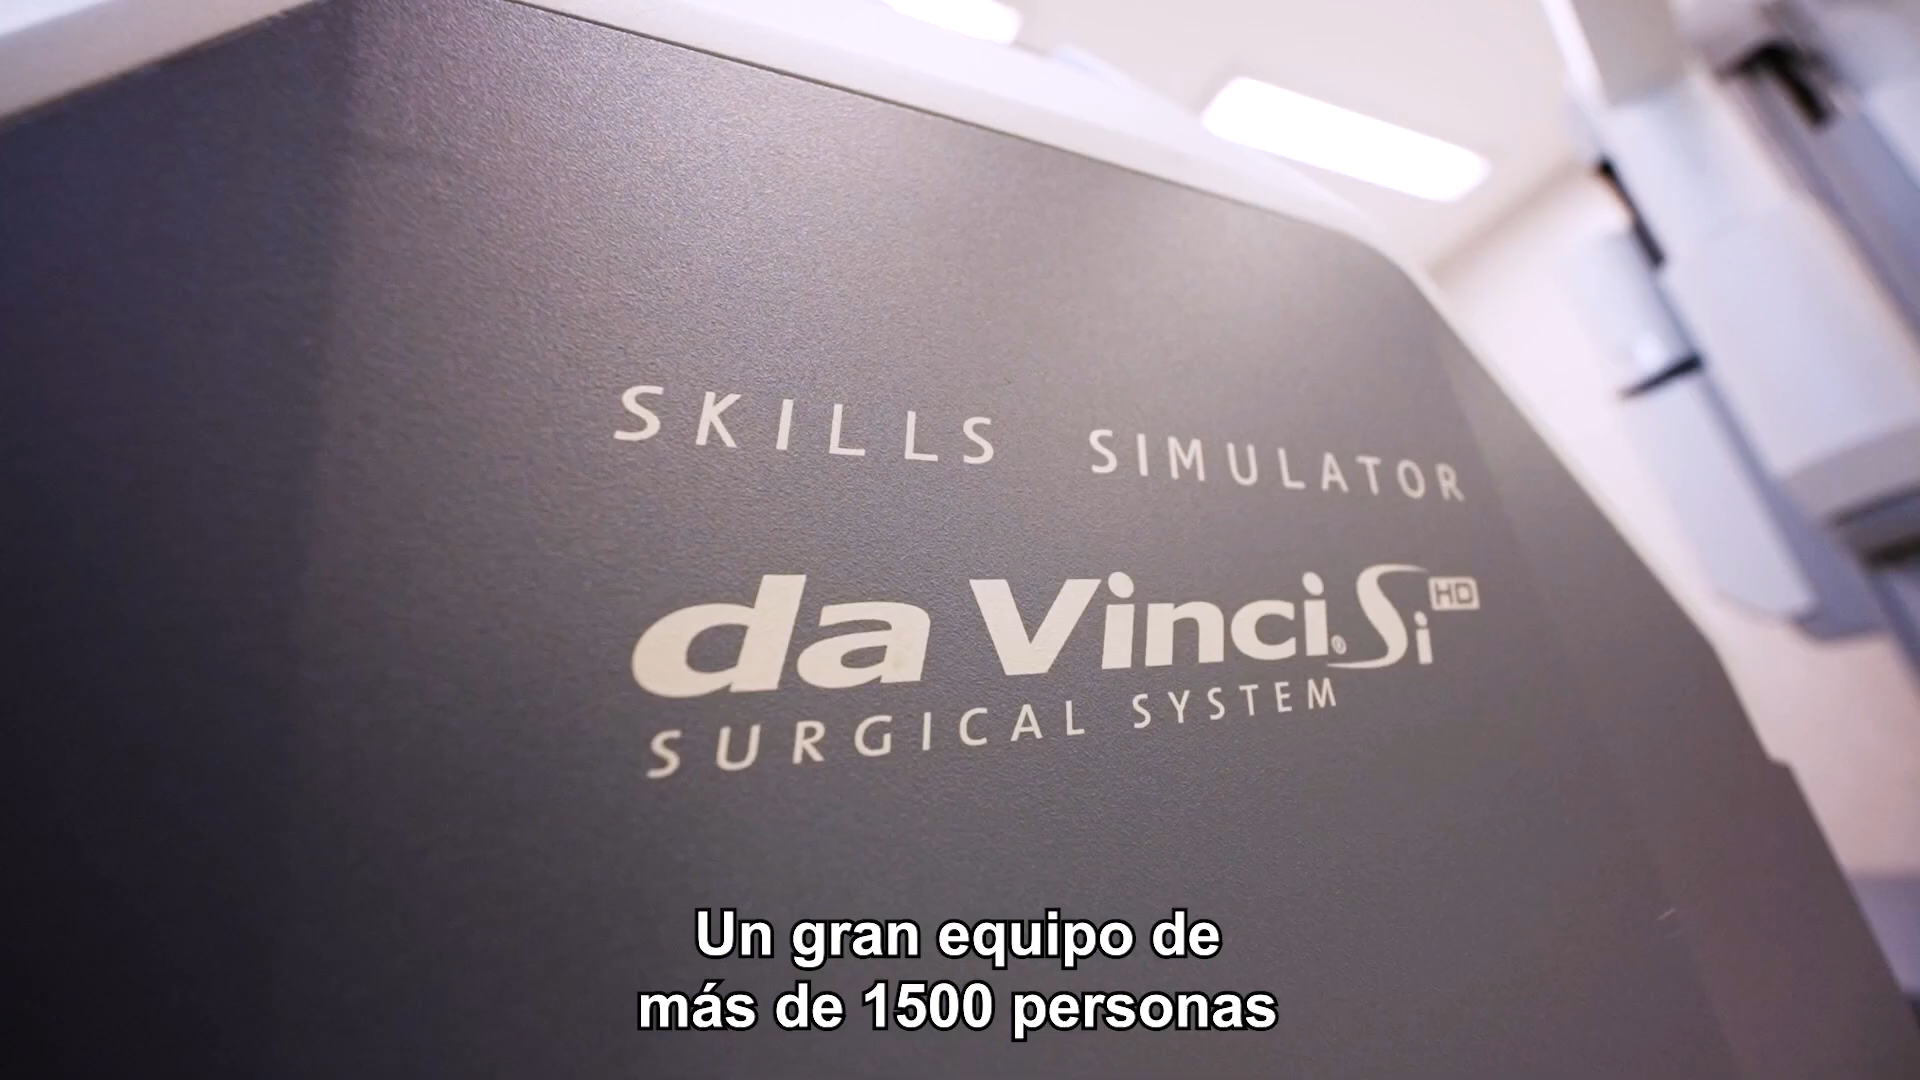 SKILLS SIMULATOR
da Vinci® Si HD
SURGICAL SYSTEM
Un gran equipo de
más de 1500 personas